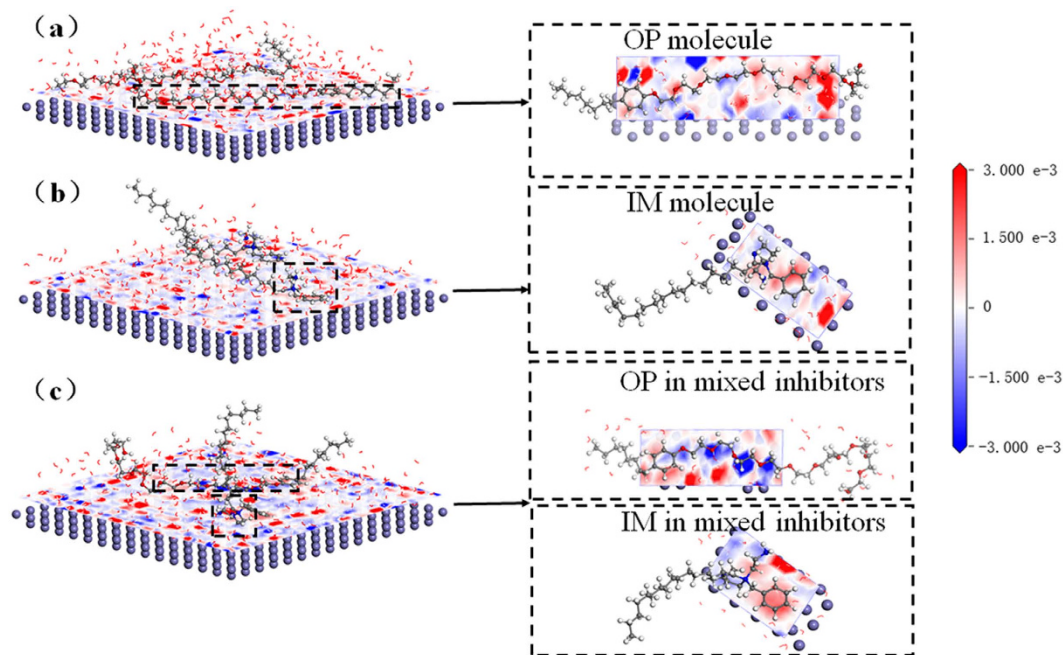 (a)
OP molecule
(b)
IM molecule
(c)
OP in mixed inhibitors
IM in mixed inhibitors
3.000 e-3
1.500 e-3
0
-1.500 e-3
-3.000 e-3